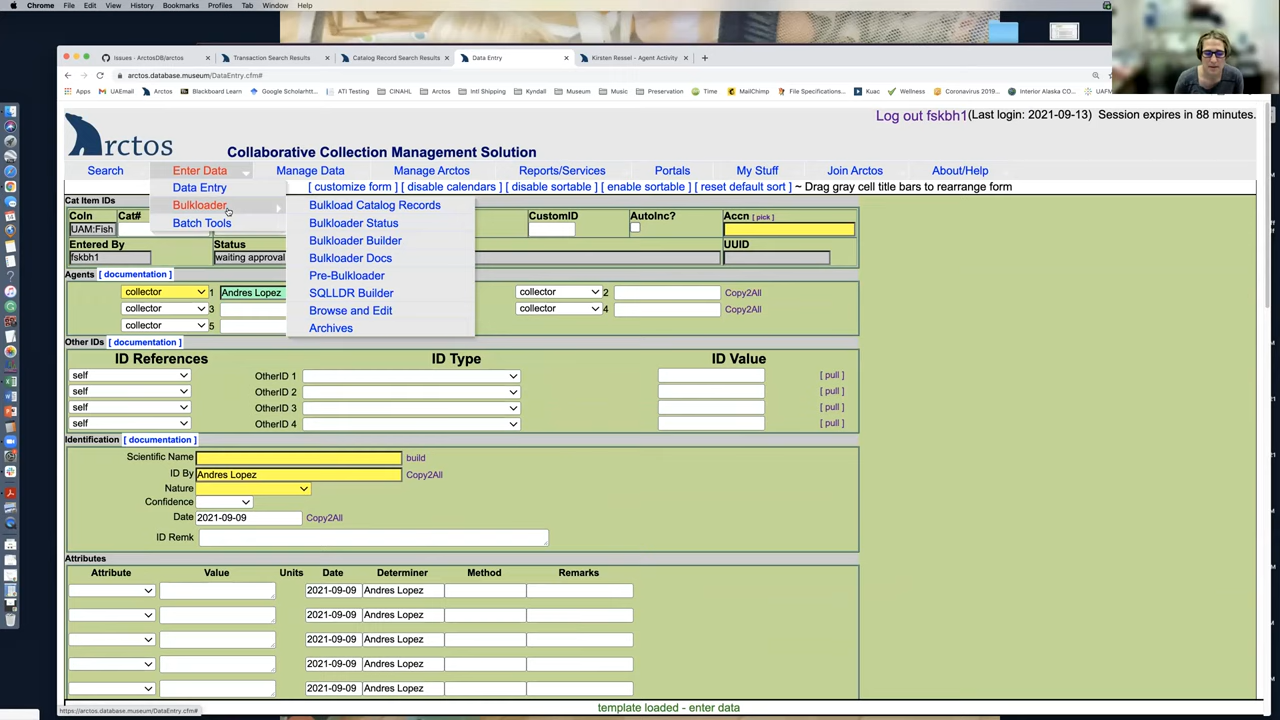 Chrome File Edit View History Bookmarks Profiles Tab Window Help
Issues · ArctosDB/arctos × Transaction Search Results × Catalog Record Search Results × Data Entry × Kirsten Ressel - Agent Activity × +
arctos.database.museum/DataEntry.cfm#
Apps UAEmail Arctos Blackboard Learn Google Scholarhtt... ATI Testing CINAHL Arctos Intl Shipping Kyndall Museum Music Preservation Time MailChimp File Specifications... Kuac Wellness Coronavirus 2019... Interior Alaska CO... UAFM
Log out fskbh1 (Last login: 2021-09-13) Session expires in 88 minutes.
Arctos Collaborative Collection Management Solution
Search Enter Data Manage Data Manage Arctos Reports/Services Portals My Stuff Join Arctos About/Help
Data Entry [ customize form ] [ disable calendars ] [ disable sortable ] [ enable sortable ] [ reset default sort ] ~ Drag gray cell title bars to rearrange form
Cat Item IDs
Bulkloader Bulkload Catalog Records
Coln Cat# CustomID AutoInc? Accn [ pick ]
Batch Tools Bulkloader Status
UAM:Fish
Bulkloader Builder
Entered By Status UUID
fskbh1 waiting approval Bulkloader Docs
Agents [ documentation ] Pre-Bulkloader
collector 1 Andres Lopez SQLLDR Builder collector 2 Copy2All
collector 3 Browse and Edit collector 4 Copy2All
collector 5 Archives
Other IDs [ documentation ]
ID References ID Type ID Value
self OtherID 1 [ pull ]
self OtherID 2 [ pull ]
self OtherID 3 [ pull ]
self OtherID 4 [ pull ]
Identification [ documentation ]
Scientific Name build
ID By Andres Lopez Copy2All
Nature
Confidence
Date 2021-09-09 Copy2All
ID Remk
Attributes
Attribute Value Units Date Determiner Method Remarks
2021-09-09 Andres Lopez
2021-09-09 Andres Lopez
2021-09-09 Andres Lopez
2021-09-09 Andres Lopez
2021-09-09 Andres Lopez
https://arctos.database.museum/DataEntry.cfm#
template loaded - enter data